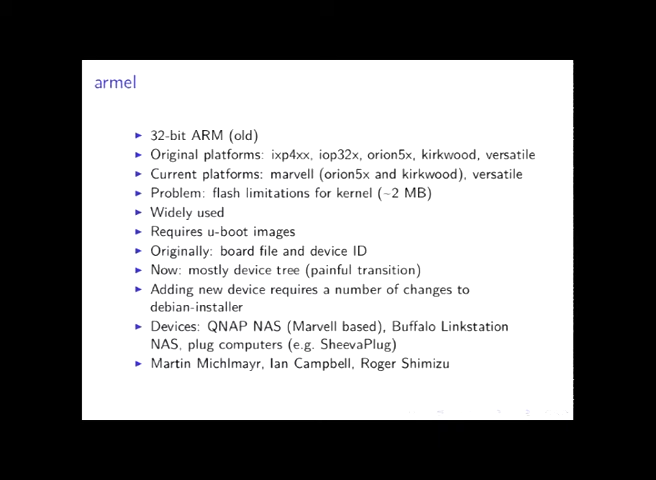 armel
32-bit ARM (old)
Original platforms: ixp4xx, iop32x, orion5x, kirkwood, versatile
Current platforms: marvell (orion5x and kirkwood), versatile
Problem: flash limitations for kernel (~2 MB)
Widely used
Requires u-boot images
Originally: board file and device ID
Now: mostly device tree (painful transition)
Adding new device requires a number of changes to
debian-installer
Devices: QNAP NAS (Marvell based), Buffalo Linkstation
NAS, plug computers (e.g. SheevaPlug)
Martin Michlmayr, Ian Campbell, Roger Shimizu